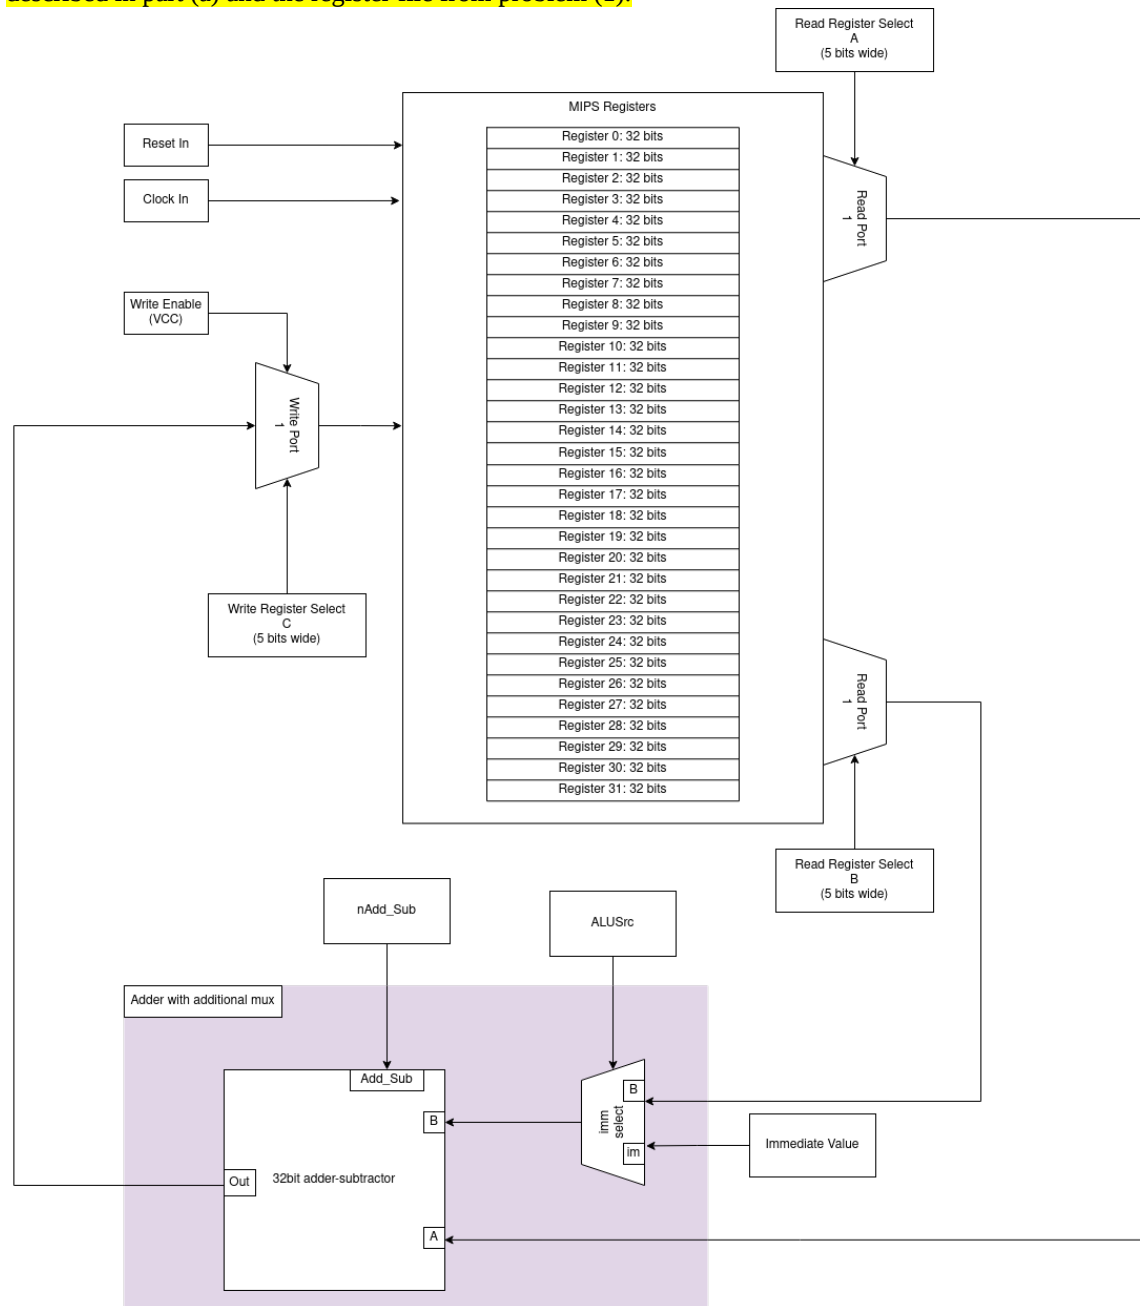 described in part (a) and the register file from problem (1).
Read Register Select
A
(5 bits wide)
MIPS Registers
Reset In
Clock In
Write Enable
(VCC)
Write Port
1
Write Register Select
C
(5 bits wide)
Register 0: 32 bits
Register 1: 32 bits
Register 2: 32 bits
Register 3: 32 bits
Register 4: 32 bits
Register 5: 32 bits
Register 6: 32 bits
Register 7: 32 bits
Register 8: 32 bits
Register 9: 32 bits
Register 10: 32 bits
Register 11: 32 bits
Register 12: 32 bits
Register 13: 32 bits
Register 14: 32 bits
Register 15: 32 bits
Register 16: 32 bits
Register 17: 32 bits
Register 18: 32 bits
Register 19: 32 bits
Register 20: 32 bits
Register 21: 32 bits
Register 22: 32 bits
Register 23: 32 bits
Register 24: 32 bits
Register 25: 32 bits
Register 26: 32 bits
Register 27: 32 bits
Register 28: 32 bits
Register 29: 32 bits
Register 30: 32 bits
Register 31: 32 bits
Read Port
1
Read Port
1
Read Register Select
B
(5 bits wide)
nAdd_Sub
ALUSrc
Adder with additional mux
Add_Sub
B
Out
32bit adder-subtractor
A
B
imm
select
im
Immediate Value